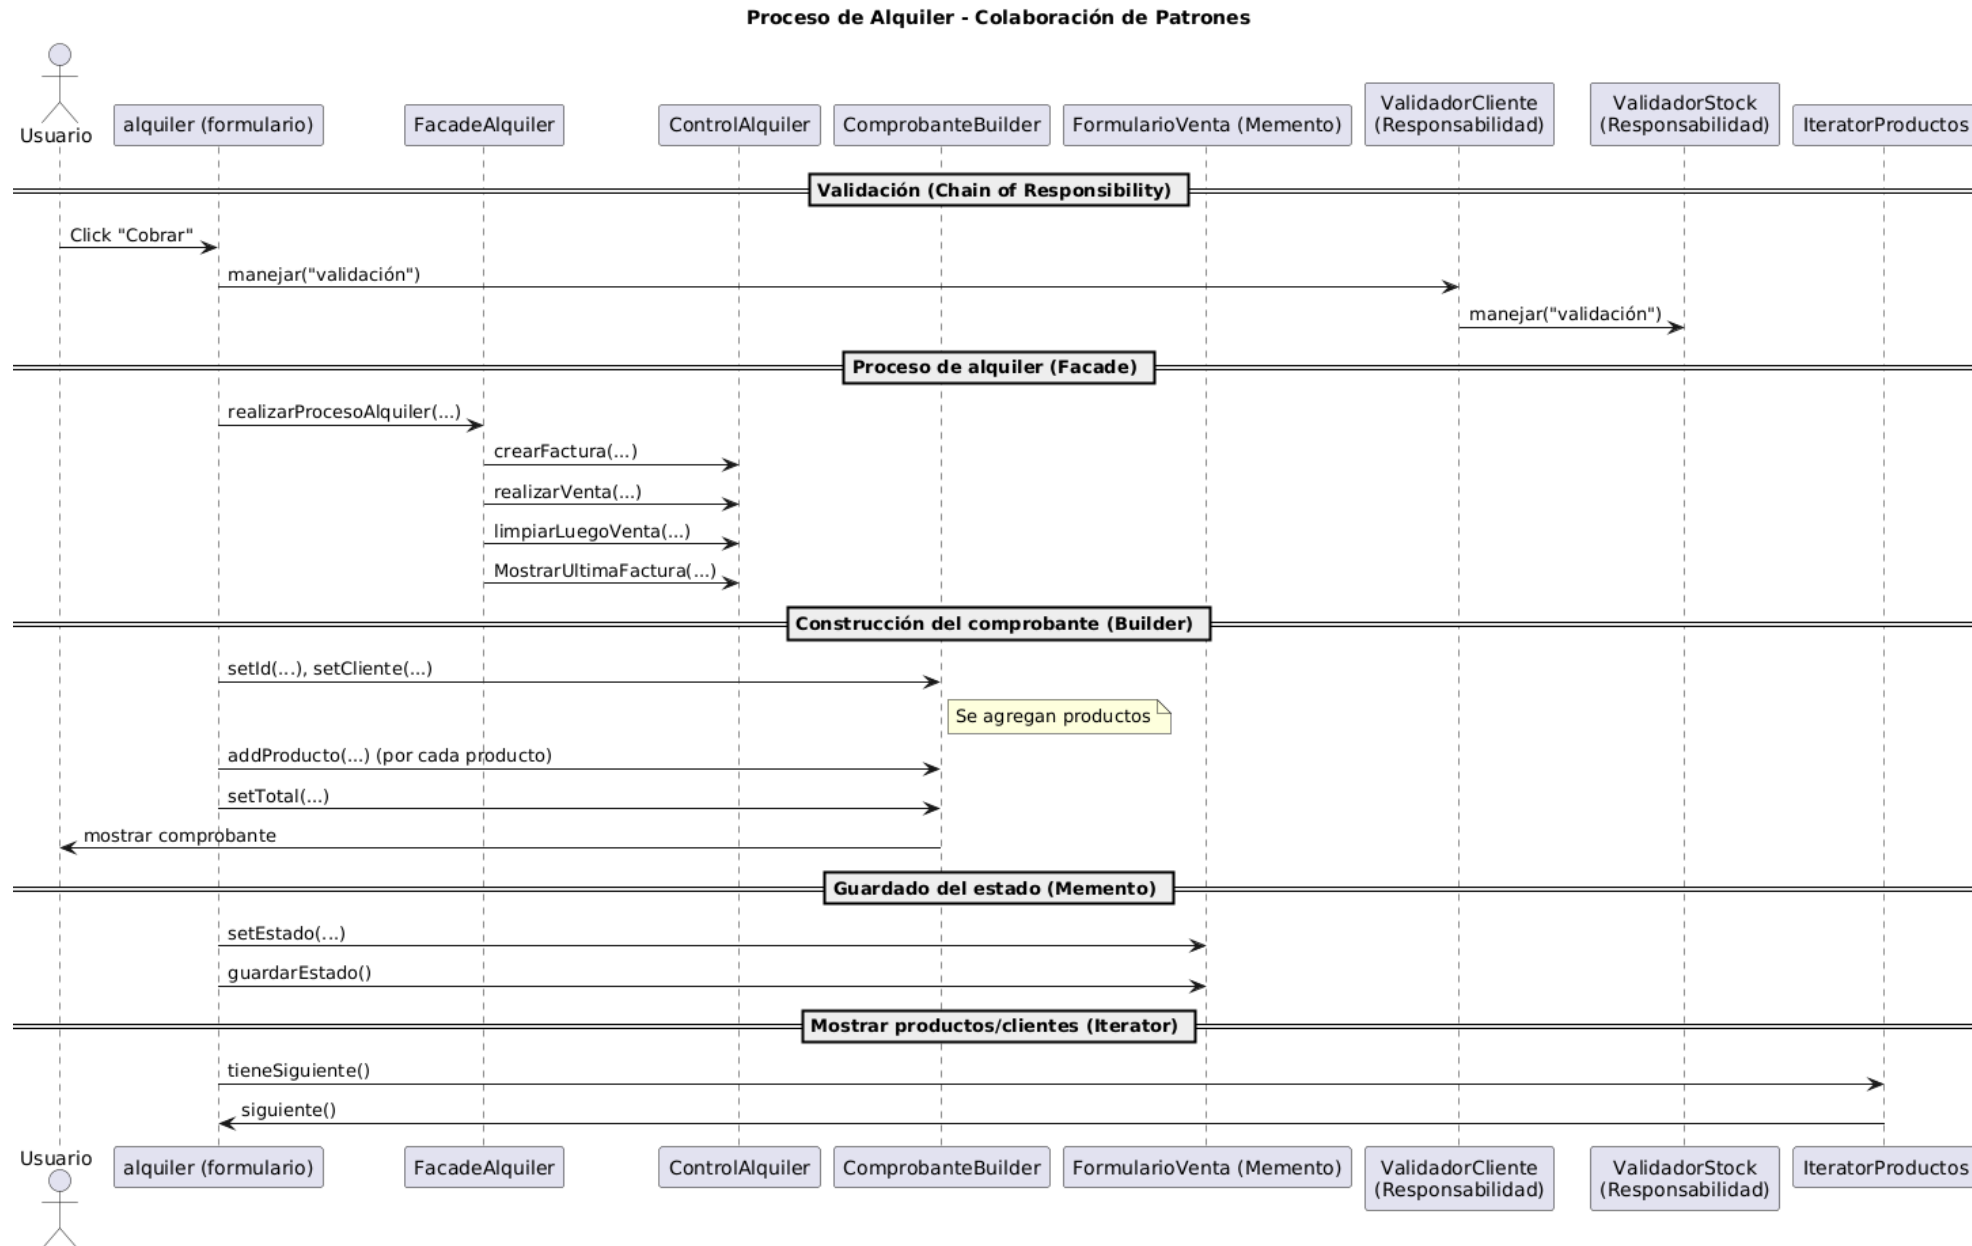 Proceso de Alquiler - Colaboración de Patrones
Usuario
alquiler (formulario)
FacadeAlquiler
ControlAlquiler
ComprobanteBuilder
FormularioVenta (Memento)
ValidadorCliente
(Responsabilidad)
ValidadorStock
(Responsabilidad)
IteratorProductos
Validación (Chain of Responsibility)
Click "Cobrar"
manejar("validación")
manejar("validación")
Proceso de alquiler (Facade)
realizarProcesoAlquiler(...)
crearFactura(...)
realizarVenta(...)
limpiarLuegoVenta(...)
MostrarUltimaFactura(...)
Construcción del comprobante (Builder)
setId(...), setCliente(...)
Se agregan productos
addProducto(...) (por cada producto)
setTotal(...)
mostrar comprobante
Guardado del estado (Memento)
setEstado(...)
guardarEstado()
Mostrar productos/clientes (Iterator)
tieneSiguiente()
siguiente()
Usuario
alquiler (formulario)
FacadeAlquiler
ControlAlquiler
ComprobanteBuilder
FormularioVenta (Memento)
ValidadorCliente
(Responsabilidad)
ValidadorStock
(Responsabilidad)
IteratorProductos